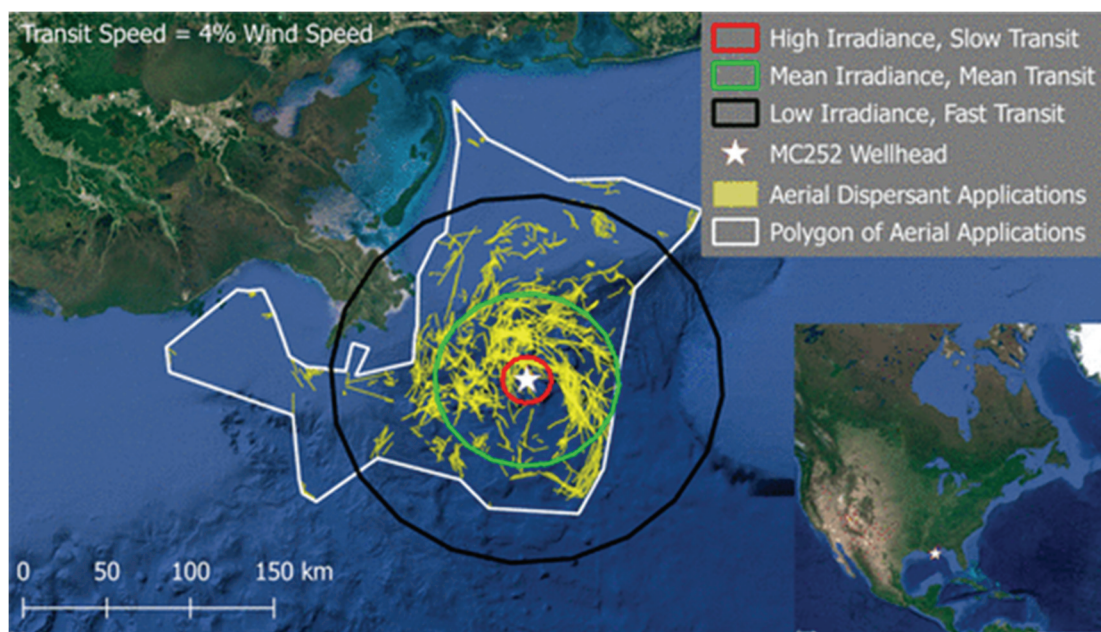 Transit Speed = 4% Wind Speed
High Irradiance, Slow Transit
Mean Irradiance, Mean Transit
Low Irradiance, Fast Transit
MC252 Wellhead
Aerial Dispersant Applications
Polygon of Aerial Applications
0 50 100 150 km